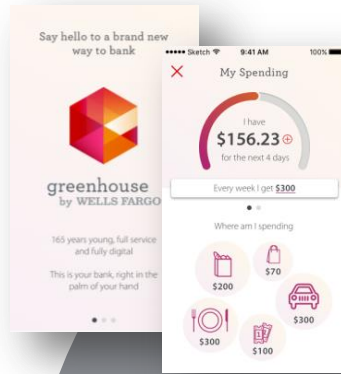 Say hello to a brand new
way to bank
greenhouse
by WELLS FARGO
165 years young, full service
and fully digital
This is your bank, right in the
palm of your hand
Sketch 9:41 AM 100%
My Spending
I have
$156.23
for the next 4 days
Every week I get $300
Where am I spending
$200
$70
$300
$300
$100